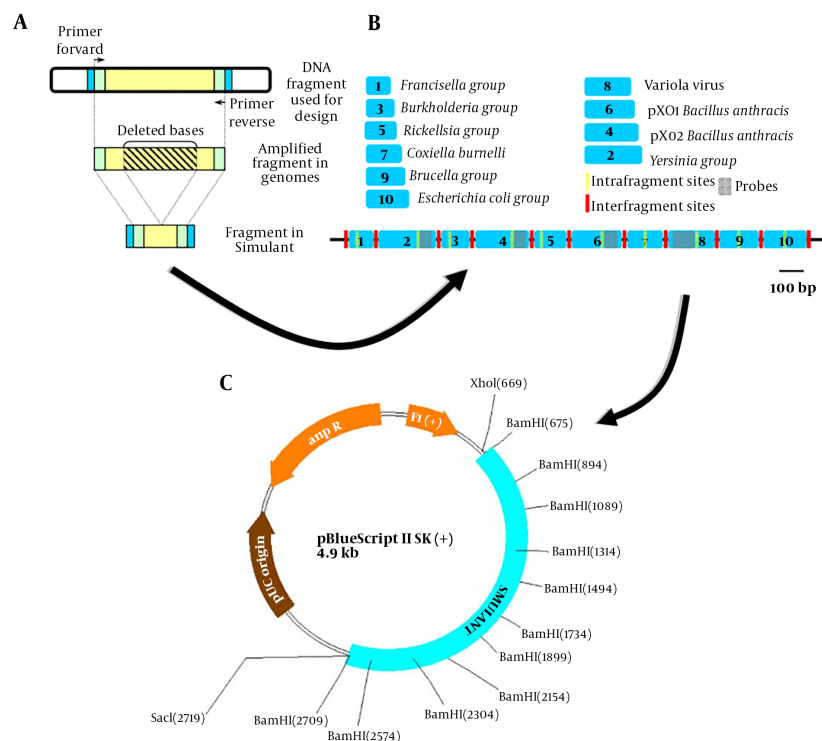 A
Primer
forvard
DNA
fragment
used for
design
Primer
reverse
Deleted bases
Amplified
fragment in
genomes
Fragment in
Simulant
B
1 Francisella group
3 Burkholderia group
5 Rickellsia group
7 Coxiella burnelli
9 Brucella group
10 Escherichia coli group
8 Variola virus
6 pXO1 Bacillus anthracis
4 pX02 Bacillus anthracis
2 Yersinia group
Intrafragment sites
Probes
Interfragment sites
1 2 3 4 5 6 7 8 9 10
100 bp
C
XhoI(669)
BamHI(675)
BamHI(894)
BamHI(1089)
BamHI(1314)
BamHI(1494)
BamHI(1734)
BamHI(1899)
BamHI(2154)
BamHI(2304)
BamHI(2574)
BamHI(2709)
SacI(2719)
anp R
F1 (+)
pUC origin
SMULANT
pBlueScript II SK (+)
4.9 kb